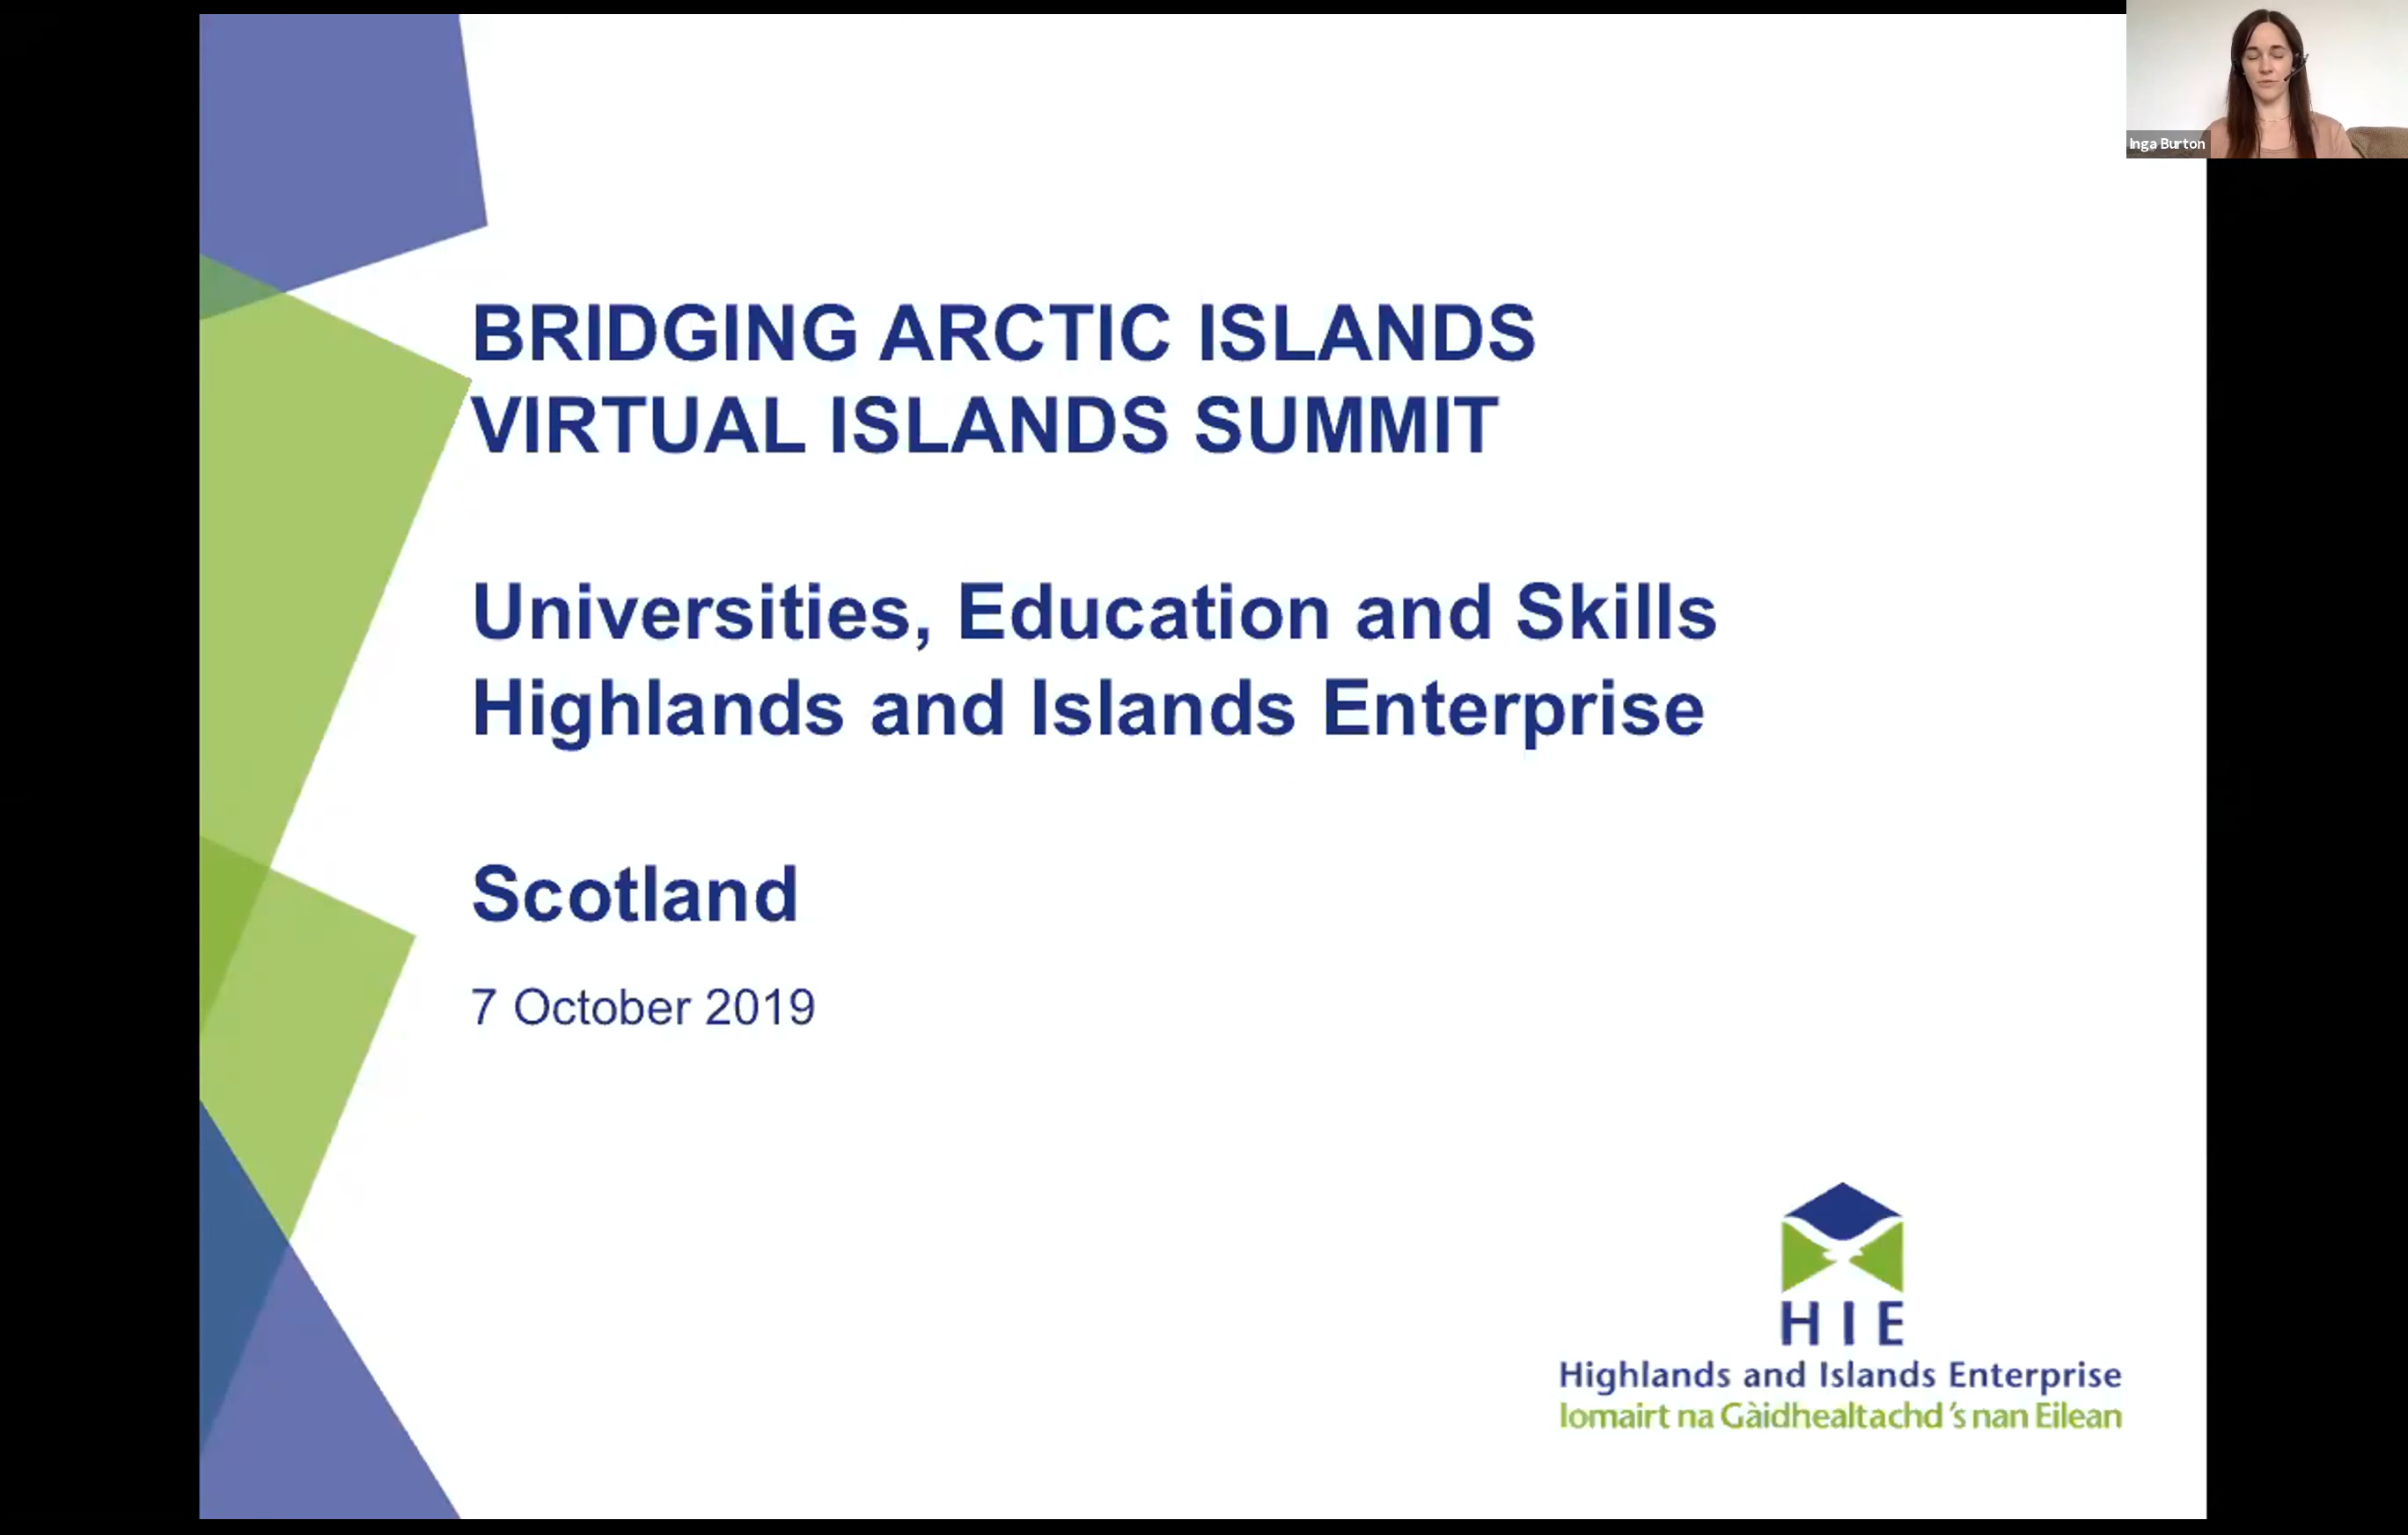 Inga Burton
BRIDGING ARCTIC ISLANDS
VIRTUAL ISLANDS SUMMIT
Universities, Education and Skills
Highlands and Islands Enterprise
Scotland
7 October 2019
HIE
Highlands and Islands Enterprise
Iomairt na Gàidhealtachd 's nan Eilean